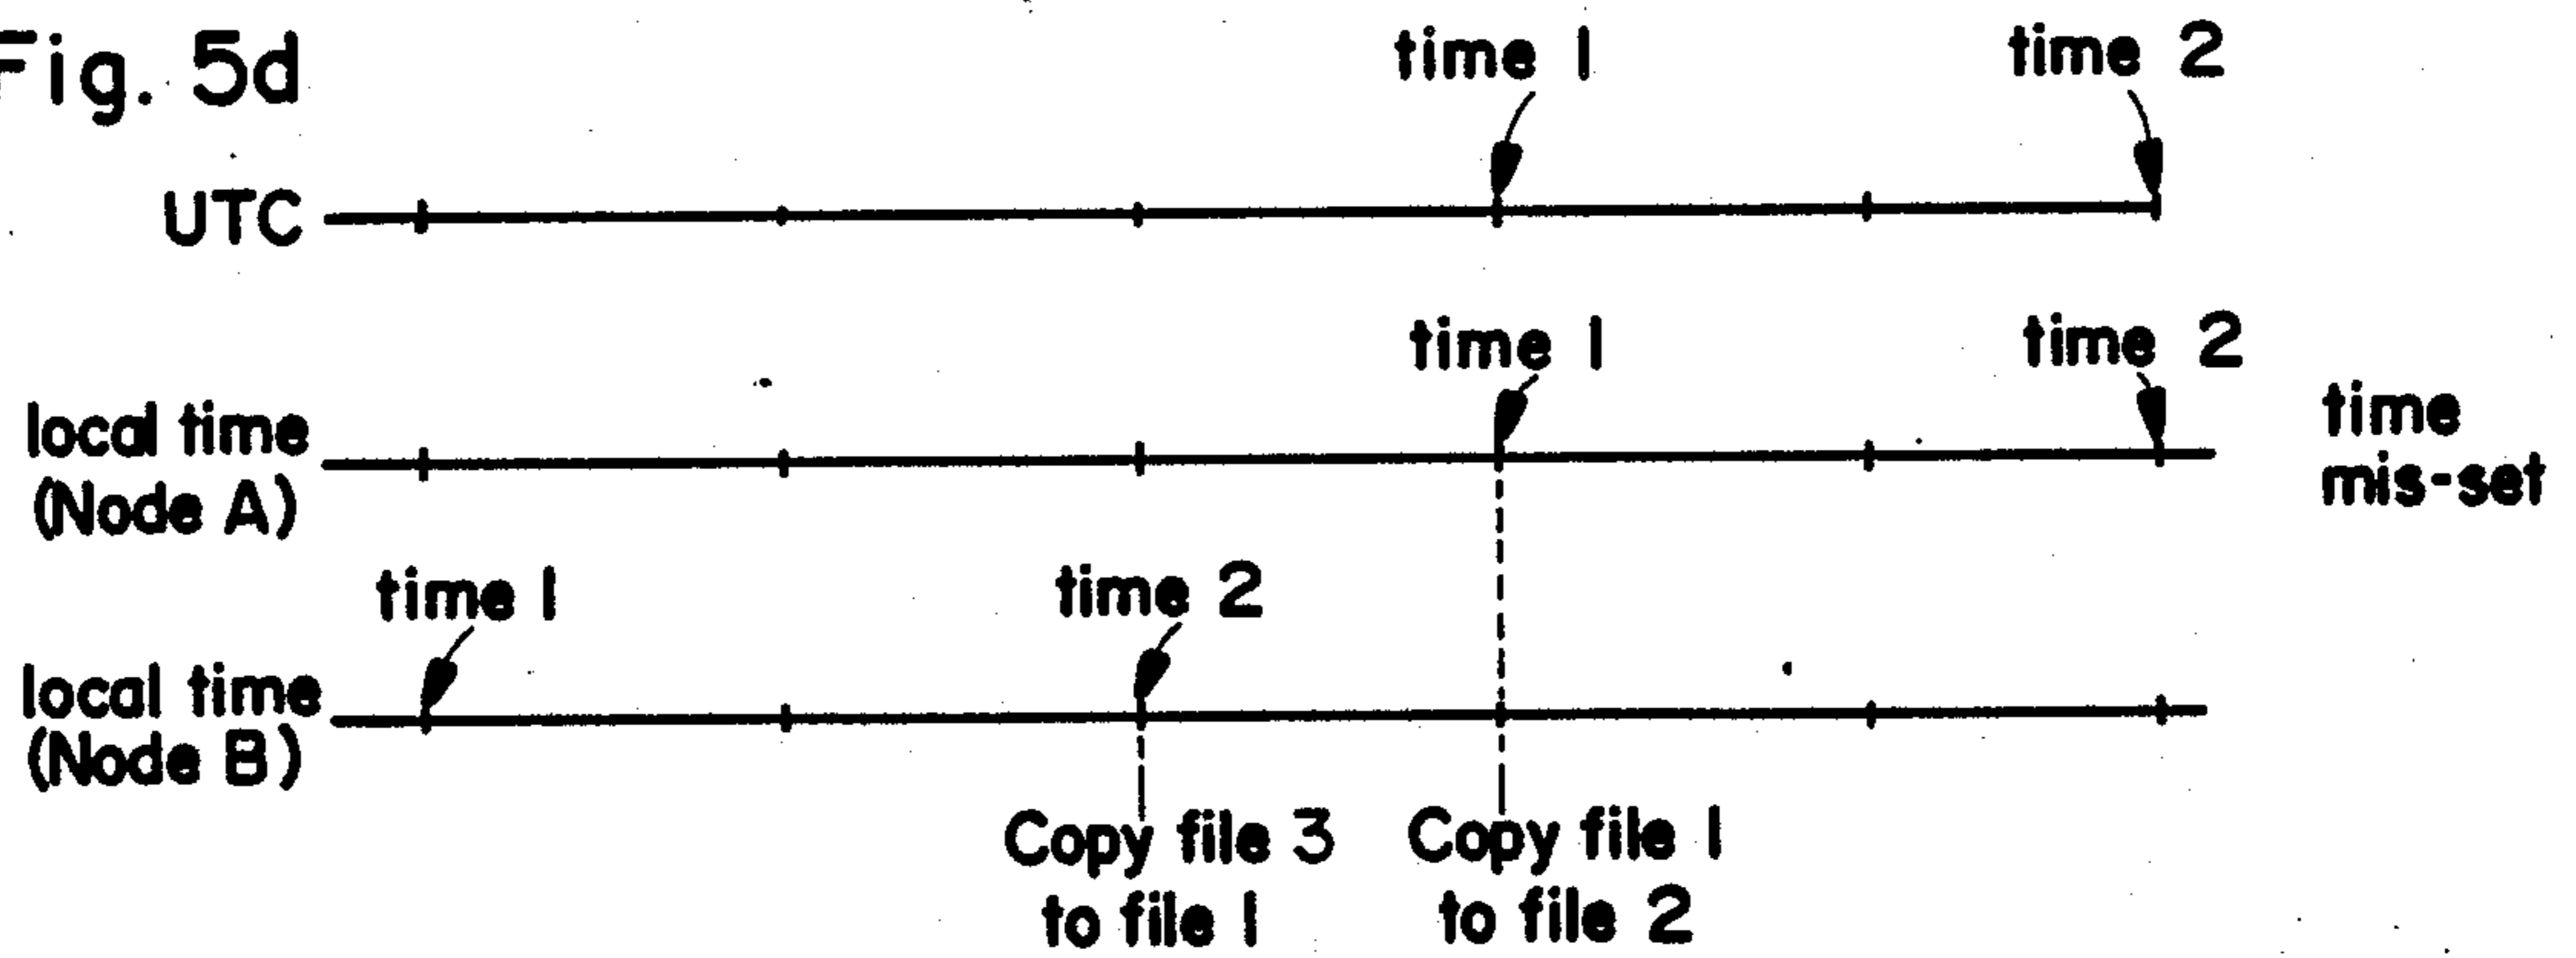 Fig. 5d
time 1
time 2
UTC
time 1
time 2
local time
(Node A)
time
mis-set
time 1
time 2
local time
(Node B)
Copy file 3
to file 1
Copy file 1
to file 2